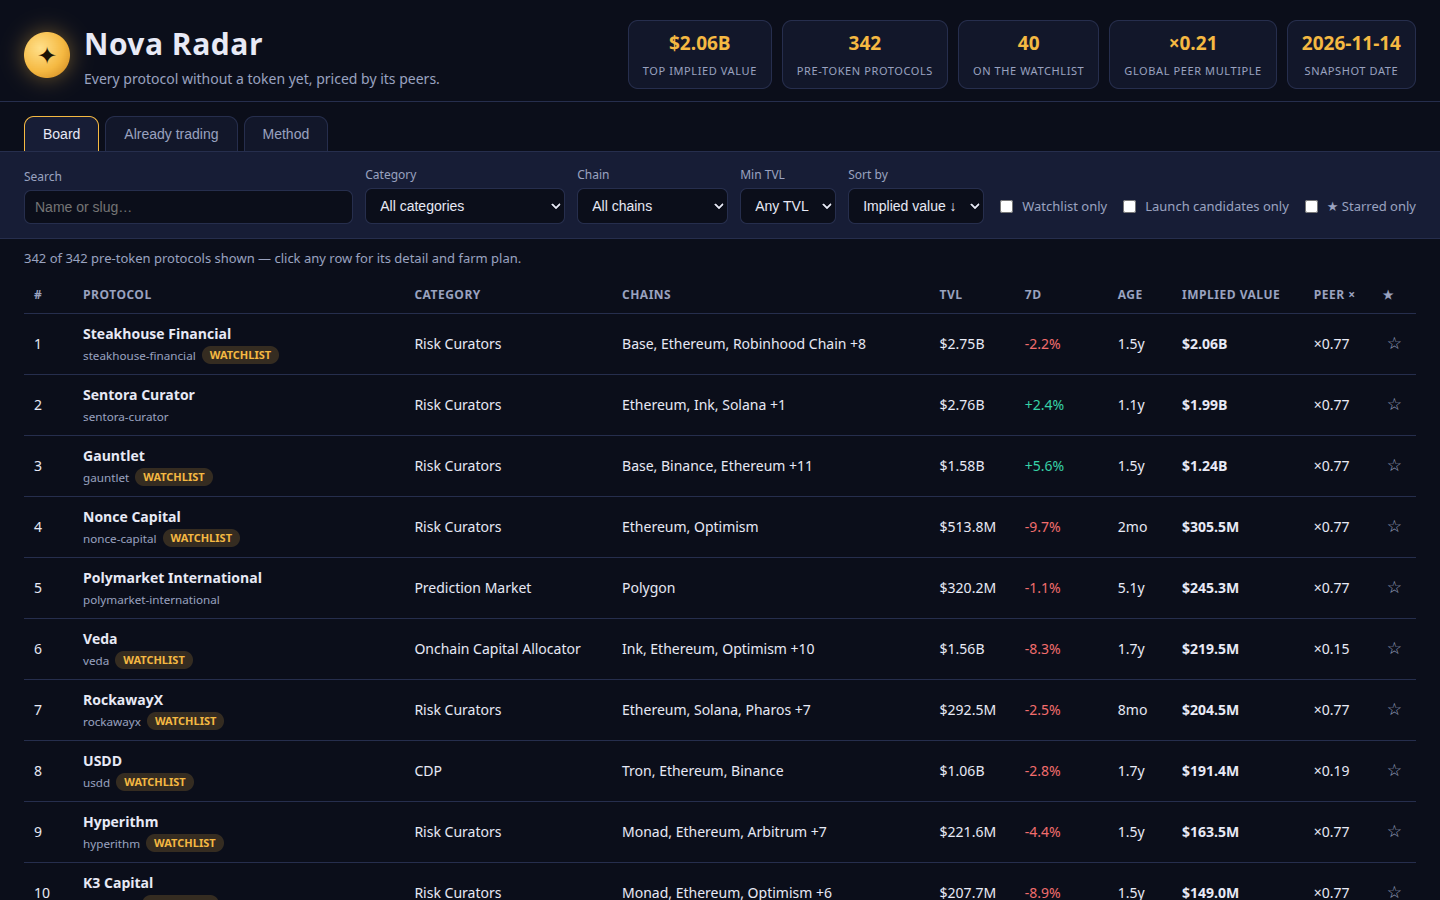 ✦ Nova Radar
Every protocol without a token yet, priced by its peers.
$2.06B
TOP IMPLIED VALUE
342
PRE-TOKEN PROTOCOLS
40
ON THE WATCHLIST
×0.21
GLOBAL PEER MULTIPLE
2026-11-14
SNAPSHOT DATE
Board Already trading Method
Search Category Chain Min TVL Sort by
Name or slug… All categories All chains Any TVL Implied value ↓ Watchlist only Launch candidates only ★ Starred only
342 of 342 pre-token protocols shown — click any row for its detail and farm plan.
# PROTOCOL CATEGORY CHAINS TVL 7D AGE IMPLIED VALUE PEER × ★
1 Steakhouse Financial Risk Curators Base, Ethereum, Robinhood Chain +8 $2.75B -2.2% 1.5y $2.06B ×0.77 ☆
steakhouse-financial WATCHLIST
2 Sentora Curator Risk Curators Ethereum, Ink, Solana +1 $2.76B +2.4% 1.1y $1.99B ×0.77 ☆
sentora-curator
3 Gauntlet Risk Curators Base, Binance, Ethereum +11 $1.58B +5.6% 1.5y $1.24B ×0.77 ☆
gauntlet WATCHLIST
4 Nonce Capital Risk Curators Ethereum, Optimism $513.8M -9.7% 2mo $305.5M ×0.77 ☆
nonce-capital WATCHLIST
5 Polymarket International Prediction Market Polygon $320.2M -1.1% 5.1y $245.3M ×0.77 ☆
polymarket-international
6 Veda Onchain Capital Allocator Ink, Ethereum, Optimism +10 $1.56B -8.3% 1.7y $219.5M ×0.15 ☆
veda WATCHLIST
7 RockawayX Risk Curators Ethereum, Solana, Pharos +7 $292.5M -2.5% 8mo $204.5M ×0.77 ☆
rockawayx WATCHLIST
8 USDD CDP Tron, Ethereum, Binance $1.06B -2.8% 1.7y $191.4M ×0.19 ☆
usdd WATCHLIST
9 Hyperithm Risk Curators Monad, Ethereum, Arbitrum +7 $221.6M -4.4% 1.5y $163.5M ×0.77 ☆
hyperithm WATCHLIST
10 K3 Capital Risk Curators Monad, Ethereum, Optimism +6 $207.7M -8.9% 1.5y $149.0M ×0.77 ☆